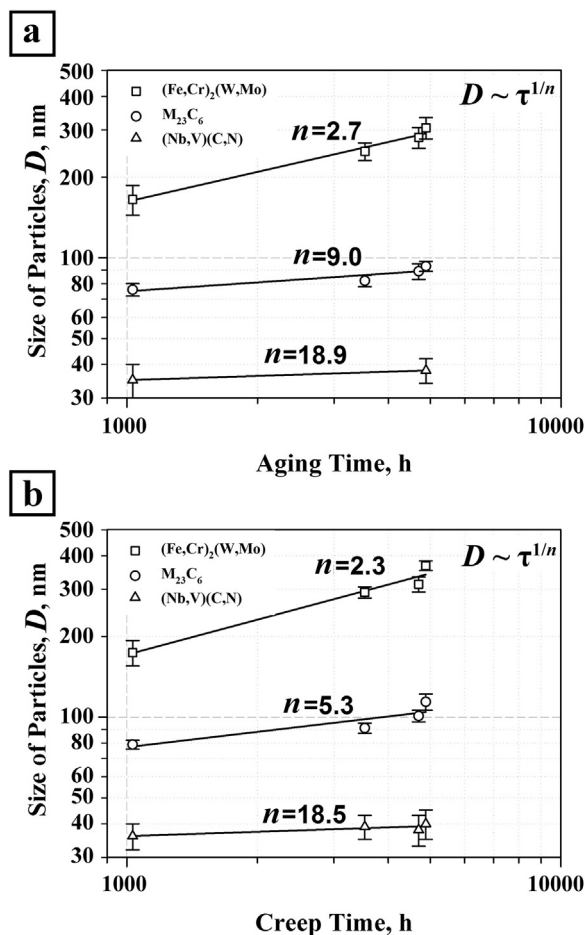 a
500
400
300
200
100
80
60
50
40
30
Size of Particles, D, nm
(Fe,Cr)₂(W,Mo)
M₂₃C₆
(Nb,V)(C,N)
D ~ τ¹/ⁿ
n=2.7
n=9.0
n=18.9
1000
10000
Aging Time, h
b
500
400
300
200
100
80
60
50
40
30
Size of Particles, D, nm
(Fe,Cr)₂(W,Mo)
M₂₃C₆
(Nb,V)(C,N)
D ~ τ¹/ⁿ
n=2.3
n=5.3
n=18.5
1000
10000
Creep Time, h